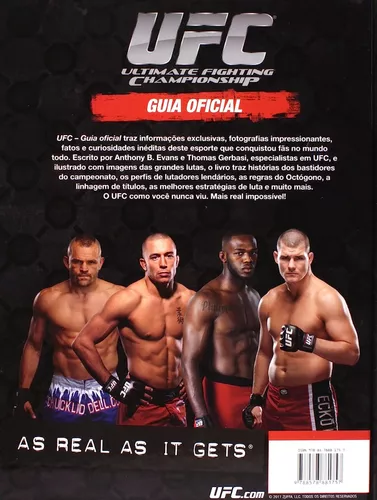 UFC
ULTIMATE FIGHTING
CHAMPIONSHIP
GUIA OFICIAL
UFC – Guia oficial traz informações exclusivas, fotografias impressionantes,
fatos e curiosidades inéditas deste esporte que conquistou fãs no mundo
todo. Escrito por Anthony B. Evans e Thomas Gerbasi, especialistas em UFC, e
ilustrado com imagens das grandes lutas, o livro traz histórias dos bastidores
do campeonato, os perfis de lutadores lendários, as regras do Octógono, a
linhagem de títulos, as melhores estratégias de luta e muito mais.
O UFC como você nunca viu. Mais real impossível!
UFC
ECKO
AS REAL AS IT GETS®
UFC.com